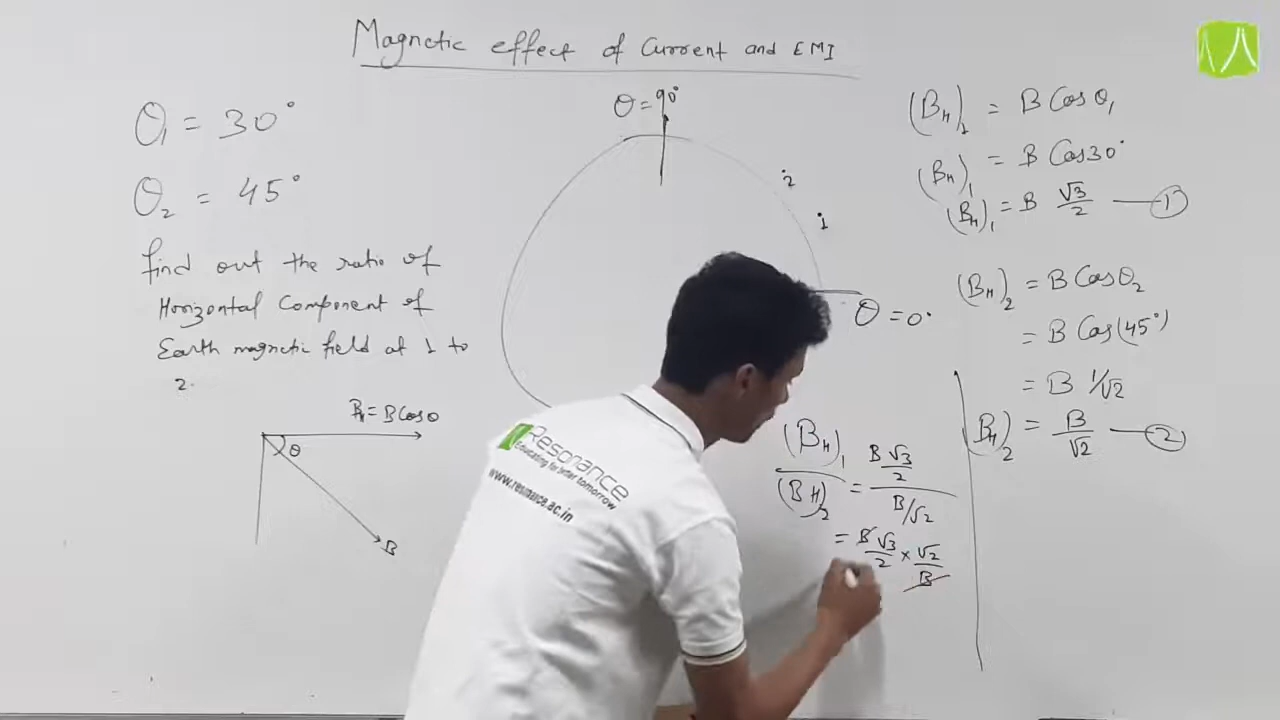 Magnetic effect of Current and EMI
θ₁ = 30°
θ₂ = 45°
find out the ratio of
Horizontal Component of
Earth magnetic field at 1 to
2.
B_H = B Cos θ
θ
B
θ = 90°
2
1
θ = 0°
(B_H)₁ = B Cos θ₁
(B_H)₁ = B Cos 30°
(B_H)₁ = B √3/2 — ①
(B_H)₂ = B Cos θ₂
= B Cos (45°)
= B 1/√2
B_H)₂ = B/√2 — ②
(B_H)₁/(B_H)₂ = (B √3/2)/(B/√2)
= B √3/2 × √2/B
Resonance
Educating for better tomorrow
www.resonance.ac.in